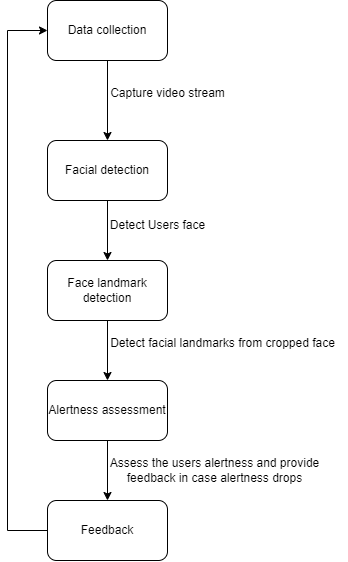 Data collection
Capture video stream
Facial detection
Detect Users face
Face landmark
detection
Detect facial landmarks from cropped face
Alertness assessment
Assess the users alertness and provide
feedback in case alertness drops
Feedback